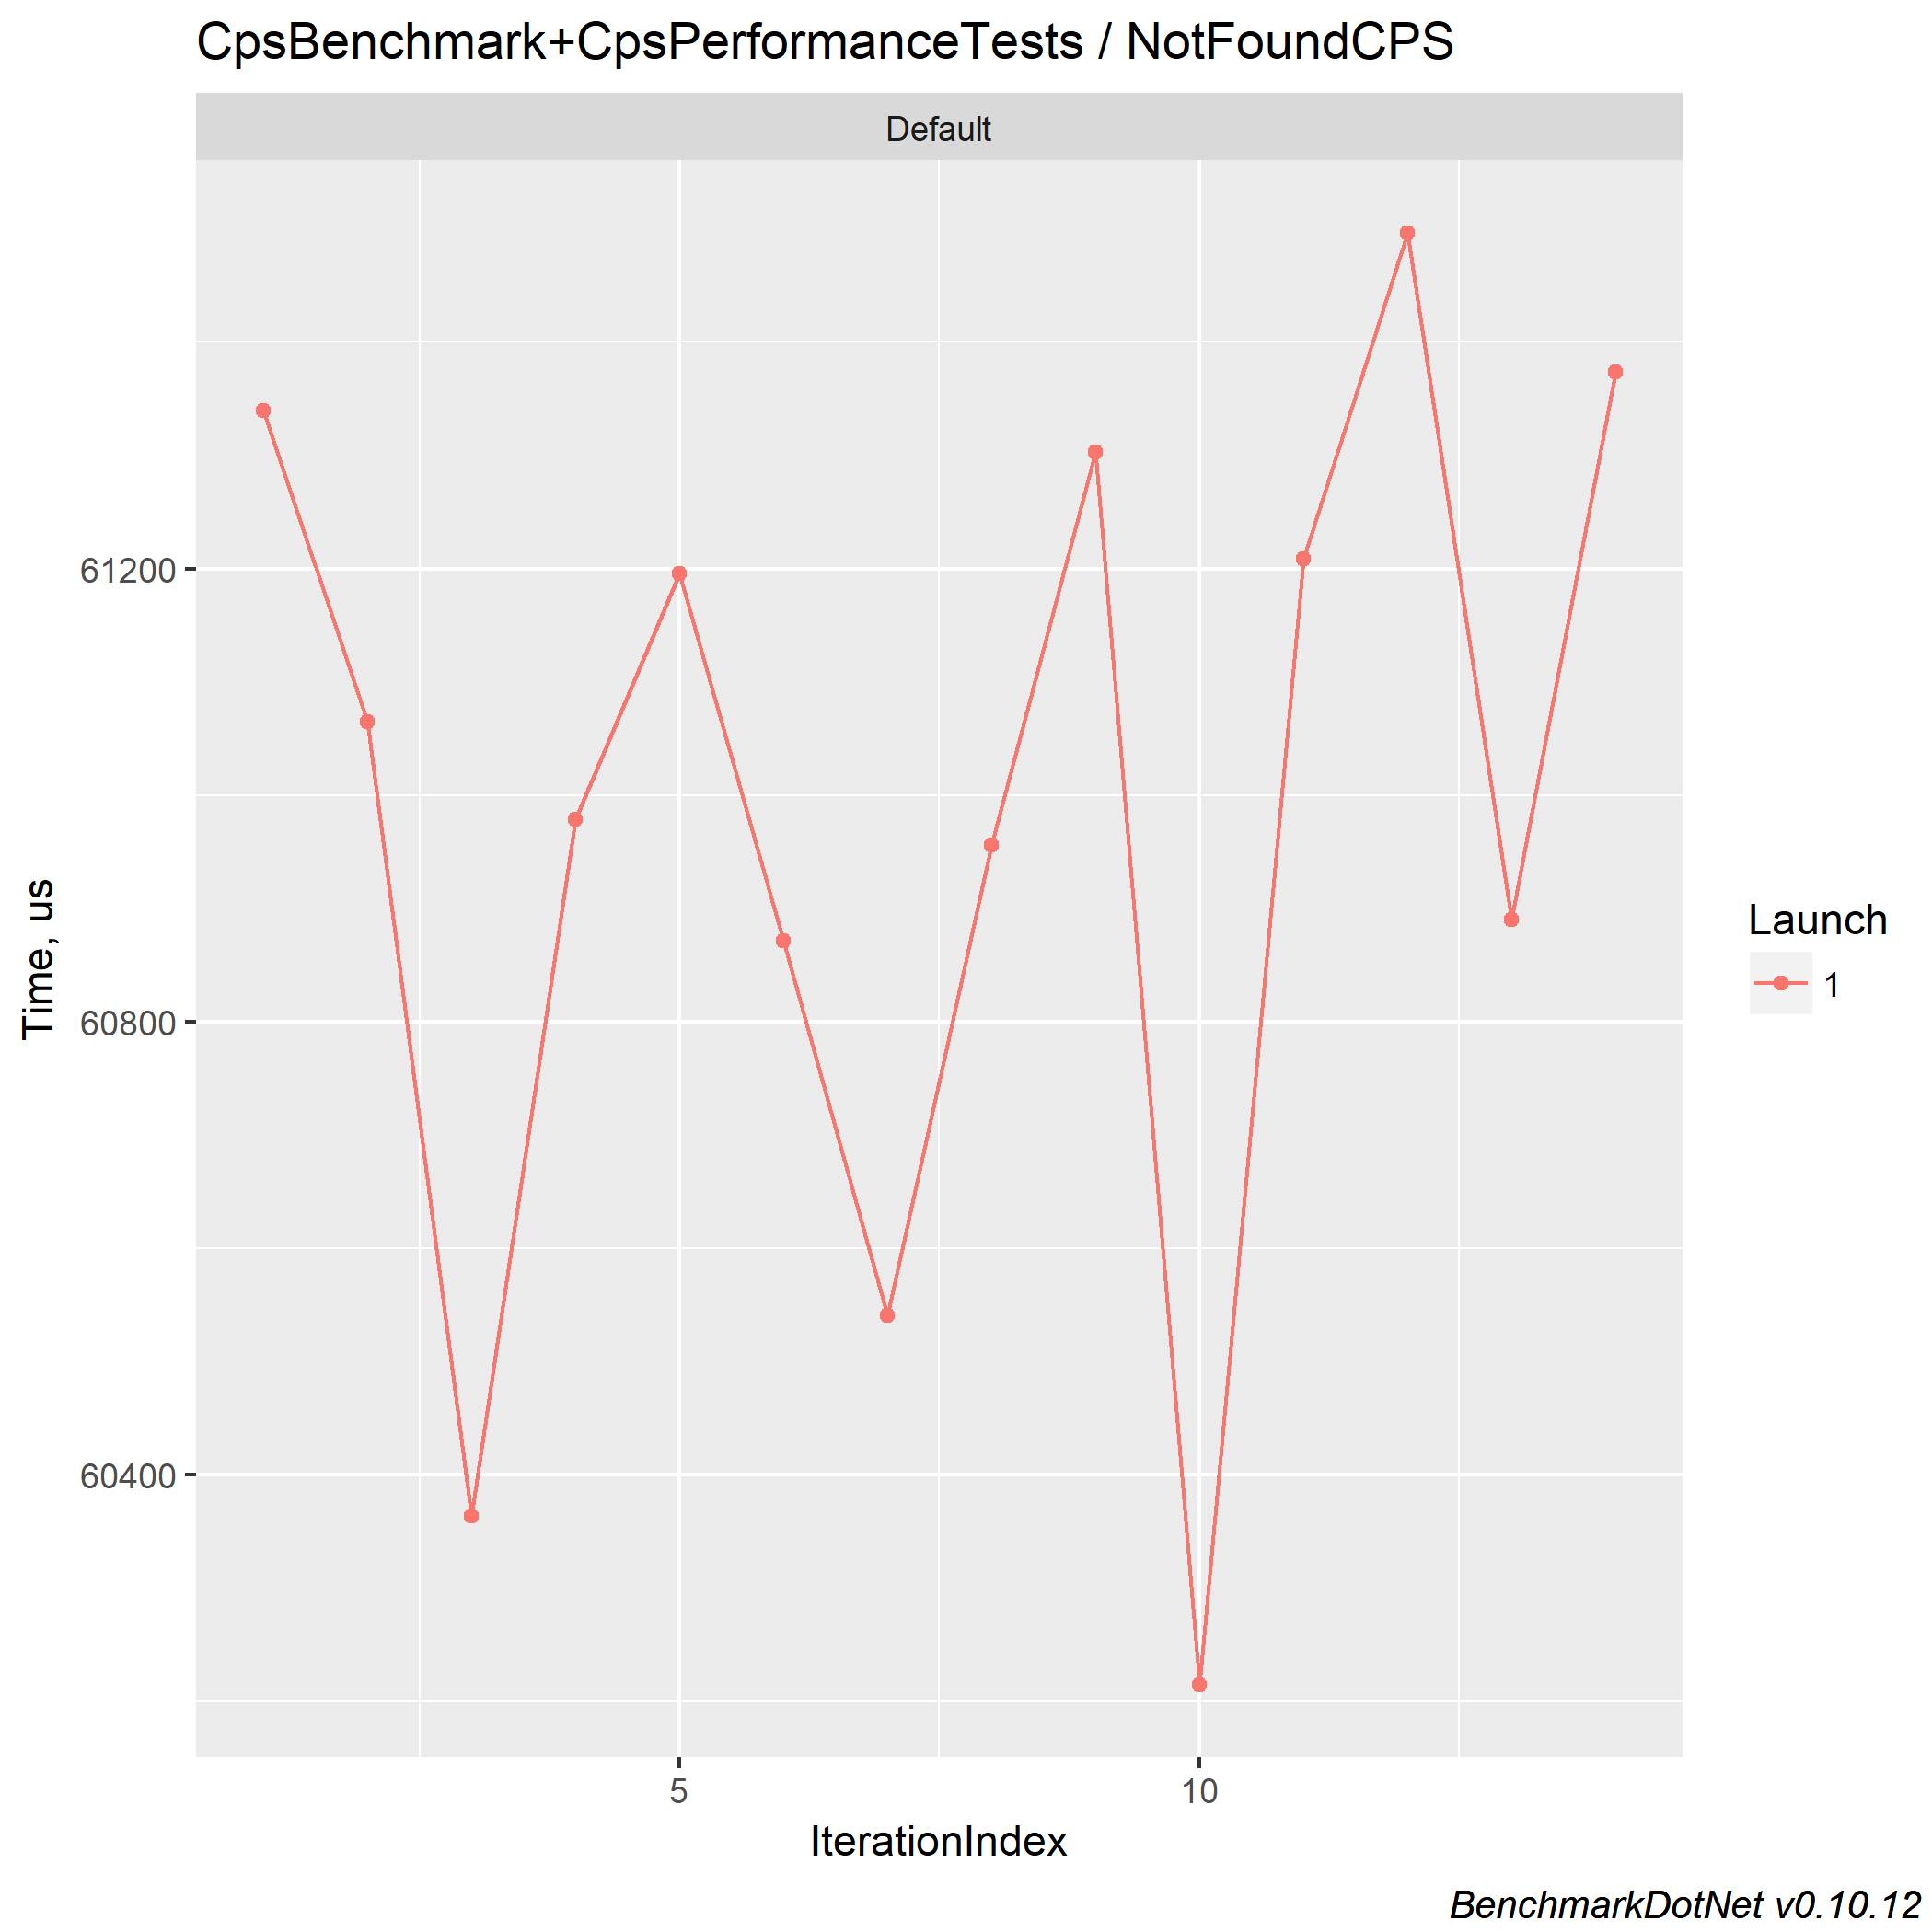 CpsBenchmark+CpsPerformanceTests / NotFoundCPS
Default
61200
60800
60400
Time, us
5
10
IterationIndex
Launch
1
BenchmarkDotNet v0.10.12